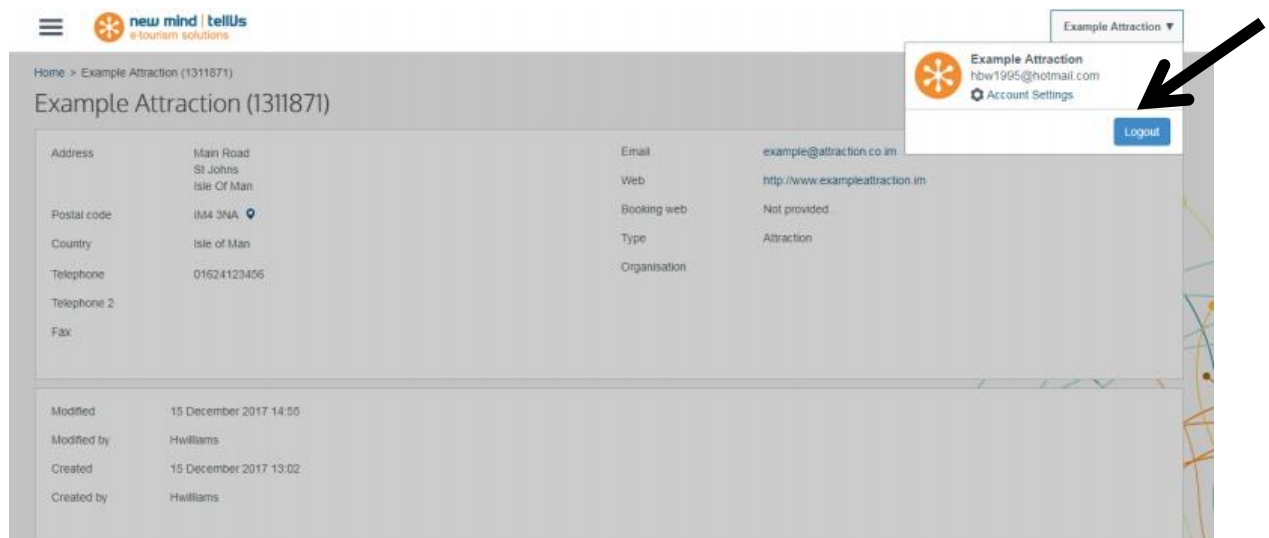 new mind | tellUs
e-tourism solutions
Example Attraction ▼
Example Attraction
hbw1995@hotmail.com
Account Settings
Logout
Home > Example Attraction (1311871)
Example Attraction (1311871)
Address
Main Road
St Johns
Isle Of Man
Postal code
IM4 3NA
Country
Isle of Man
Telephone
01624123456
Telephone 2
Fax
Email
example@attraction.co.im
Web
http://www.exampleattraction.im
Booking web
Not provided.
Type
Attraction
Organisation
Modified
15 December 2017 14:55
Modified by
Hwilliams
Created
15 December 2017 13:02
Created by
Hwilliams